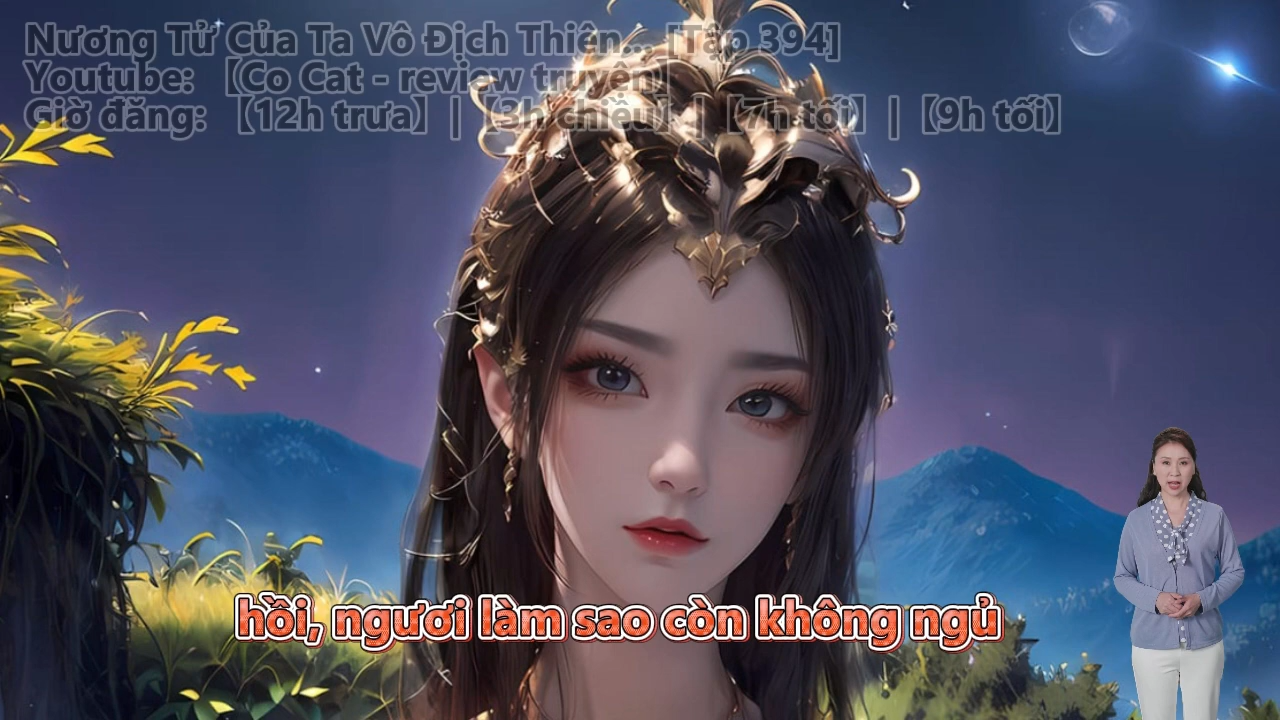 Nương Tử Của Ta Vô Địch Thiên... [Tập 394]
Youtube: 【Co Cat - review truyện】
Giờ đăng: 【12h trưa】 | 【3h chiều】 | 【7h tối】 | 【9h tối】
hồi, ngươi làm sao còn không ngủ